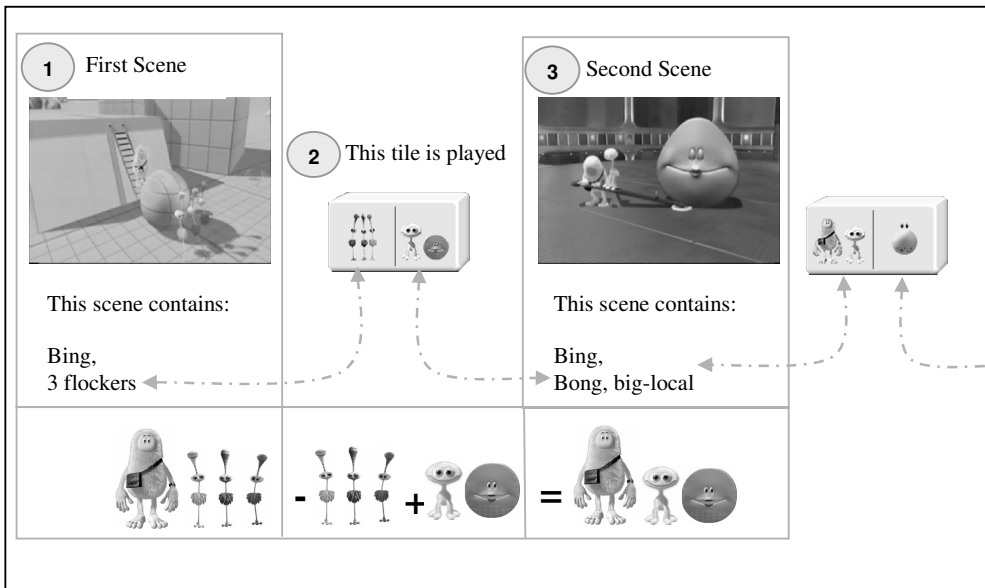 1
First Scene
This scene contains:
Bing,
3 flockers
2
This tile is played
3
Second Scene
This scene contains:
Bing,
Bong, big-local
- + =